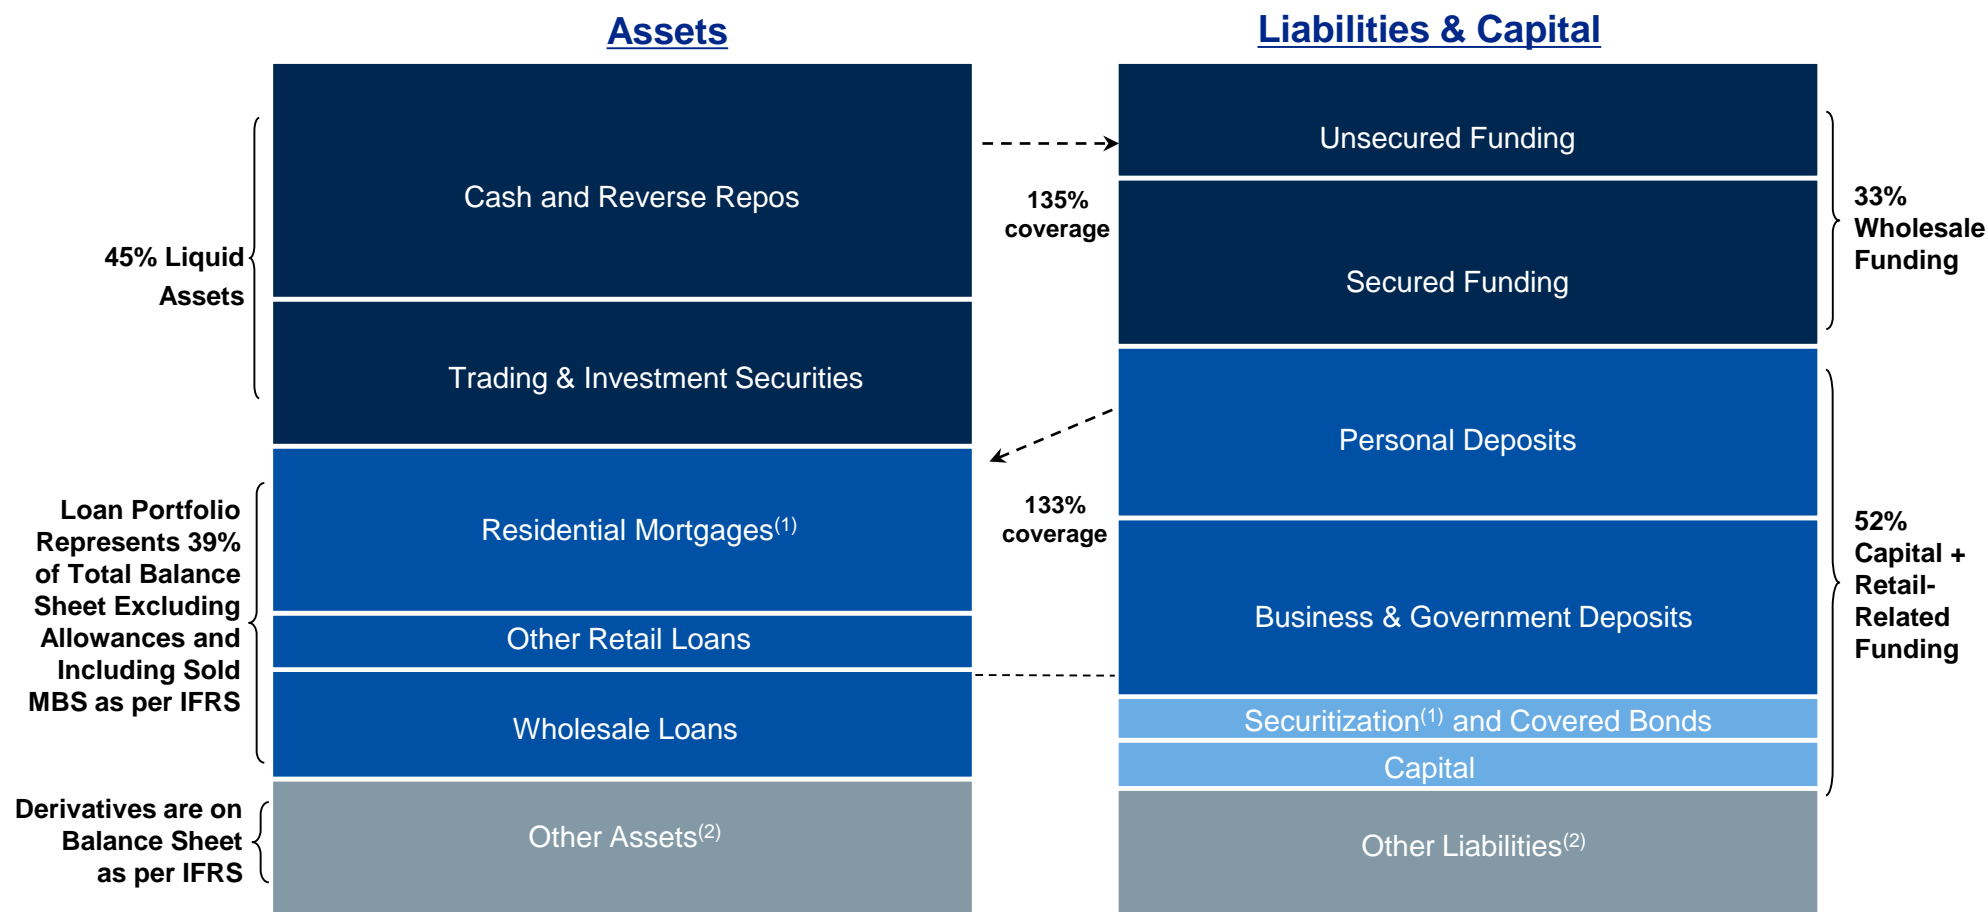 Assets
Liabilities & Capital
45% Liquid
Assets
Loan Portfolio
Represents 39%
of Total Balance
Sheet Excluding
Allowances and
Including Sold
MBS as per IFRS
Derivatives are on
Balance Sheet
as per IFRS
Cash and Reverse Repos
Trading & Investment Securities
Residential Mortgages(1)
Other Retail Loans
Wholesale Loans
Other Assets(2)
135%
coverage
133%
coverage
Unsecured Funding
Secured Funding
Personal Deposits
Business & Government Deposits
Securitization(1) and Covered Bonds
Capital
Other Liabilities(2)
33%
Wholesale
Funding
52%
Capital +
Retail-
Related
Funding